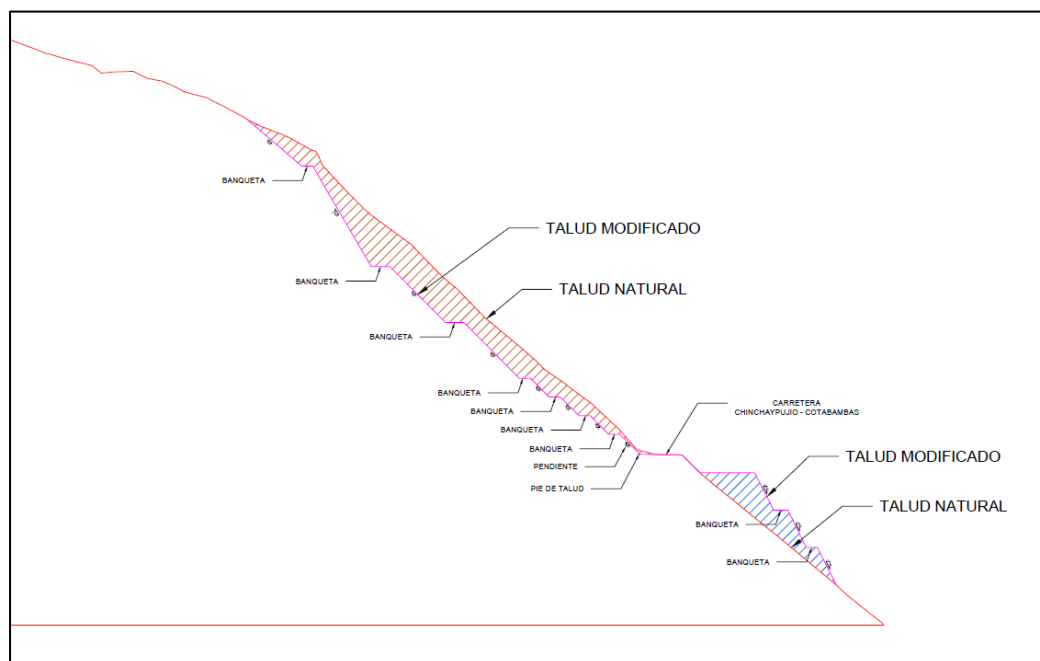 BANQUETA
TALUD MODIFICADO
BANQUETA
TALUD NATURAL
BANQUETA
BANQUETA
BANQUETA
BANQUETA
BANQUETA
PENDIENTE
PIE DE TALUD
CARRETERA
CHINCHAYPUJIO - COTABAMBAS
TALUD MODIFICADO
TALUD NATURAL
BANQUETA
BANQUETA